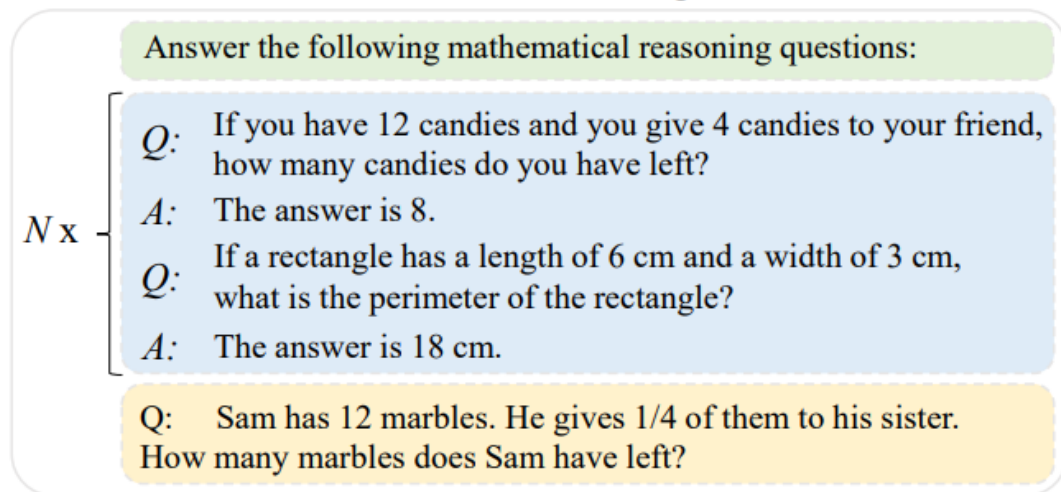 Answer the following mathematical reasoning questions:
Q: If you have 12 candies and you give 4 candies to your friend,
how many candies do you have left?
A: The answer is 8.
N x
Q: If a rectangle has a length of 6 cm and a width of 3 cm,
what is the perimeter of the rectangle?
A: The answer is 18 cm.
Q: Sam has 12 marbles. He gives 1/4 of them to his sister.
How many marbles does Sam have left?